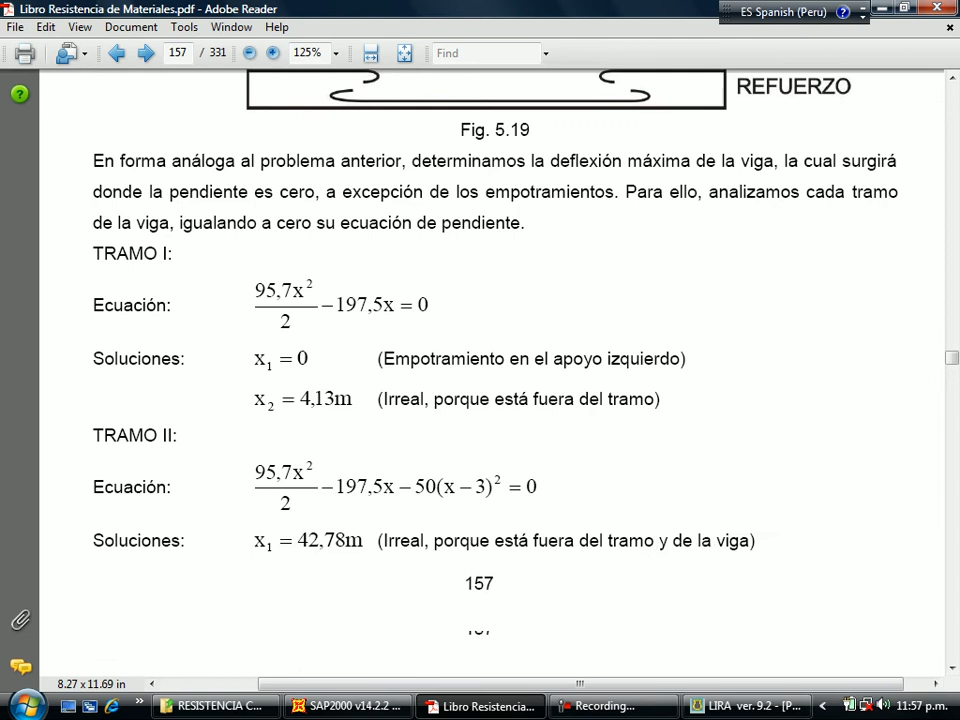 Libro Resistencia de Materiales.pdf - Adobe Reader
ES Spanish (Peru)
File Edit View Document Tools Window Help
157 / 331 125% Find
REFUERZO
Fig. 5.19
En forma análoga al problema anterior, determinamos la deflexión máxima de la viga, la cual surgirá
donde la pendiente es cero, a excepción de los empotramientos. Para ello, analizamos cada tramo
de la viga, igualando a cero su ecuación de pendiente.
TRAMO I:
Ecuación: 95,7x²/2 − 197,5x = 0
Soluciones: x₁ = 0 (Empotramiento en el apoyo izquierdo)
x₂ = 4,13m (Irreal, porque está fuera del tramo)
TRAMO II:
Ecuación: 95,7x²/2 − 197,5x − 50(x − 3)² = 0
Soluciones: x₁ = 42,78m (Irreal, porque está fuera del tramo y de la viga)
157
8.27 x 11.69 in
RESISTENCIA C... SAP2000 v14.2.2 ... Libro Resistencia... Recording... LIRA ver. 9.2 - [P... 11:57 p.m.